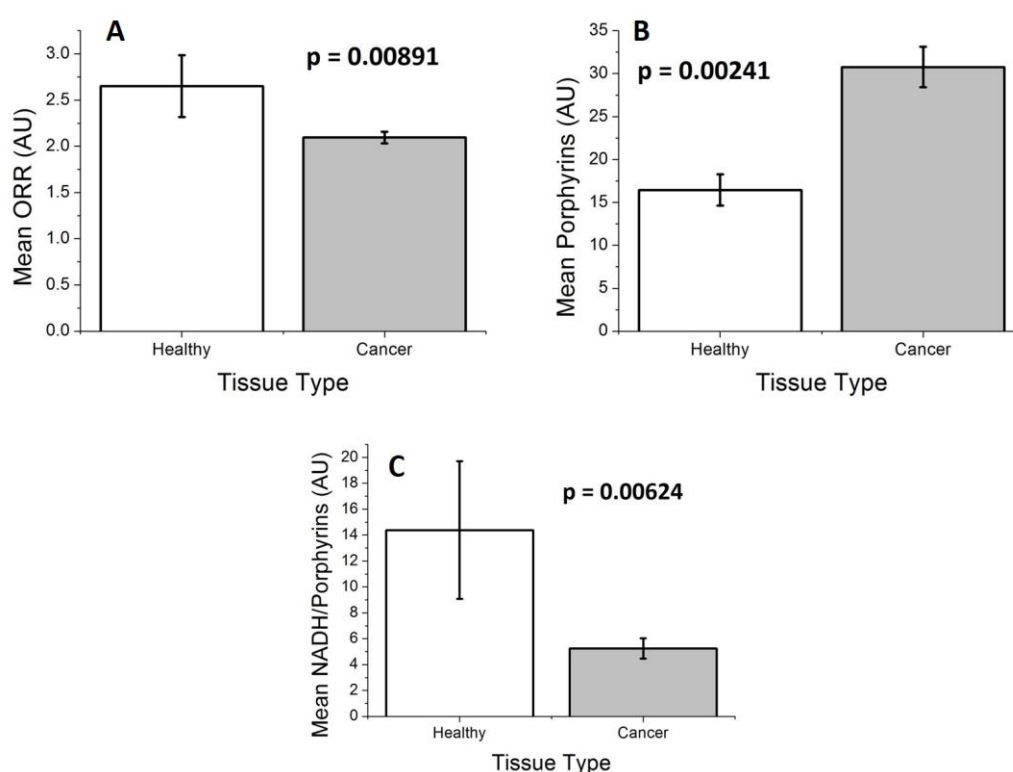 A
p = 0.00891
Mean ORR (AU)
3.0
2.5
2.0
1.5
1.0
0.5
0.0
Healthy
Cancer
Tissue Type
B
p = 0.00241
Mean Porphyrins (AU)
35
30
25
20
15
10
5
0
Healthy
Cancer
Tissue Type
C
p = 0.00624
Mean NADH/Porphyrins (AU)
20
18
16
14
12
10
8
6
4
2
0
Healthy
Cancer
Tissue Type